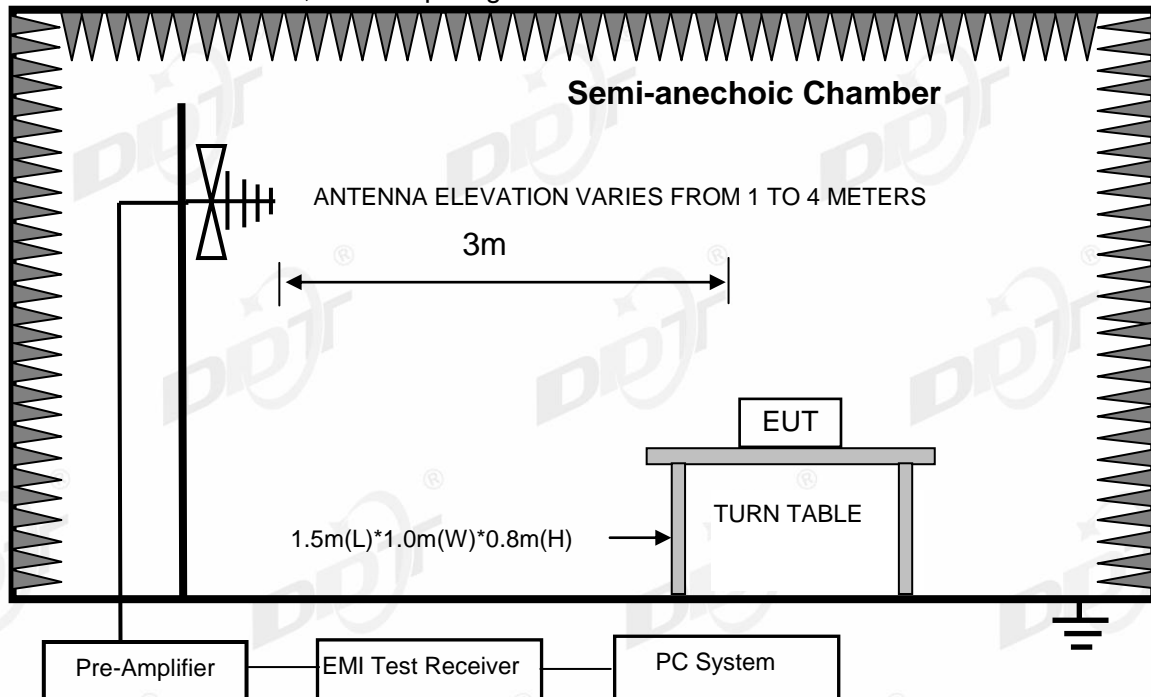 Semi-anechoic Chamber
ANTENNA ELEVATION VARIES FROM 1 TO 4 METERS
3m
EUT
TURN TABLE
1.5m(L)*1.0m(W)*0.8m(H)
Pre-Amplifier
EMI Test Receiver
PC System
DDT
®